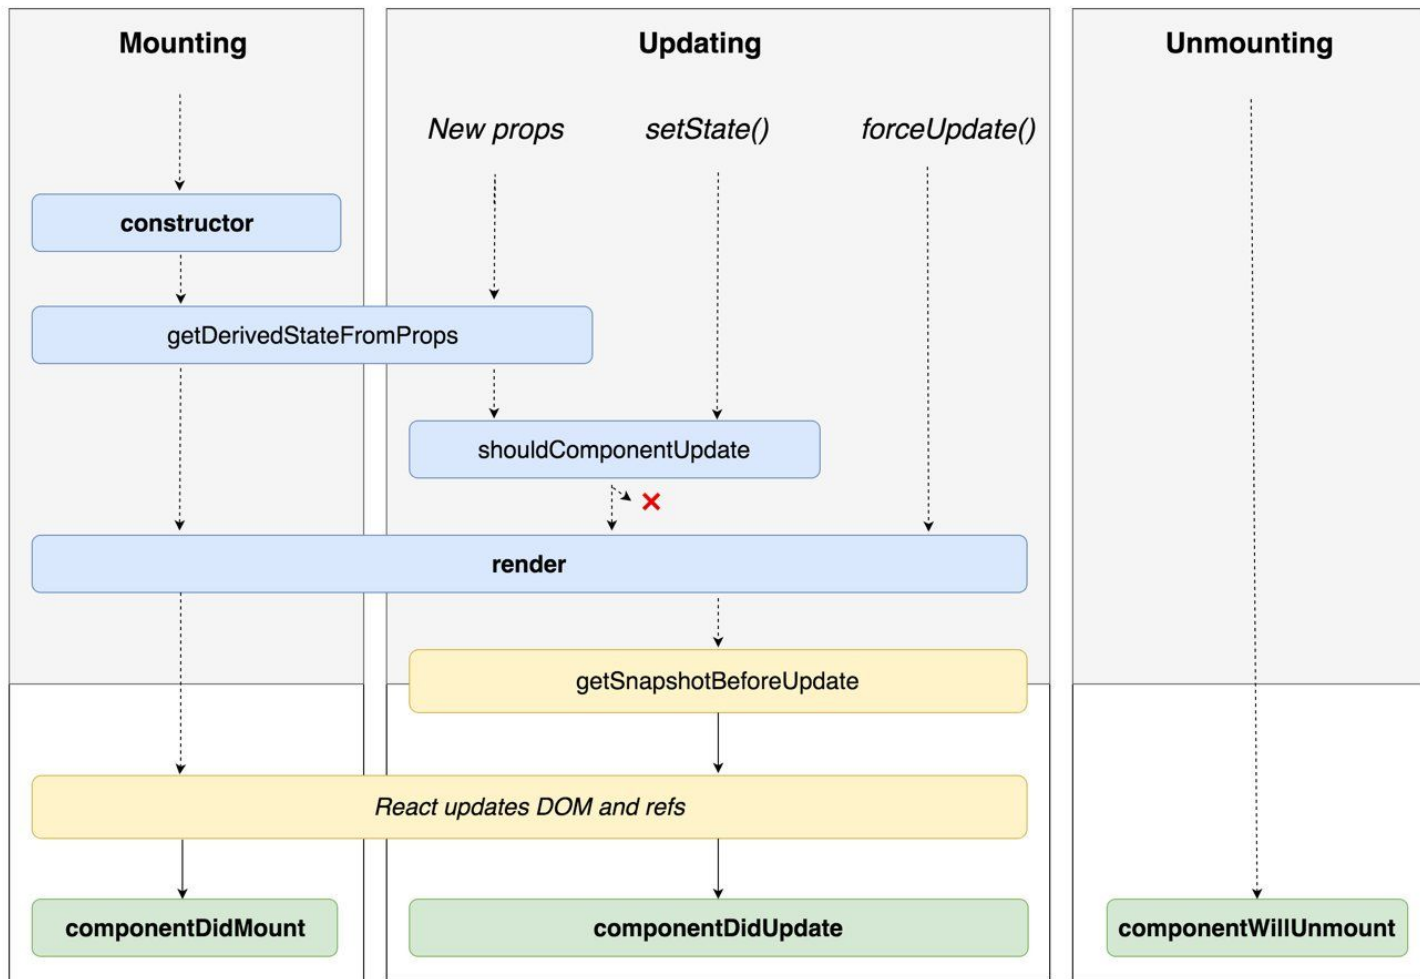 Mounting
Updating
Unmounting
New props
setState()
forceUpdate()
constructor
getDerivedStateFromProps
shouldComponentUpdate
render
getSnapshotBeforeUpdate
React updates DOM and refs
componentDidMount
componentDidUpdate
componentWillUnmount